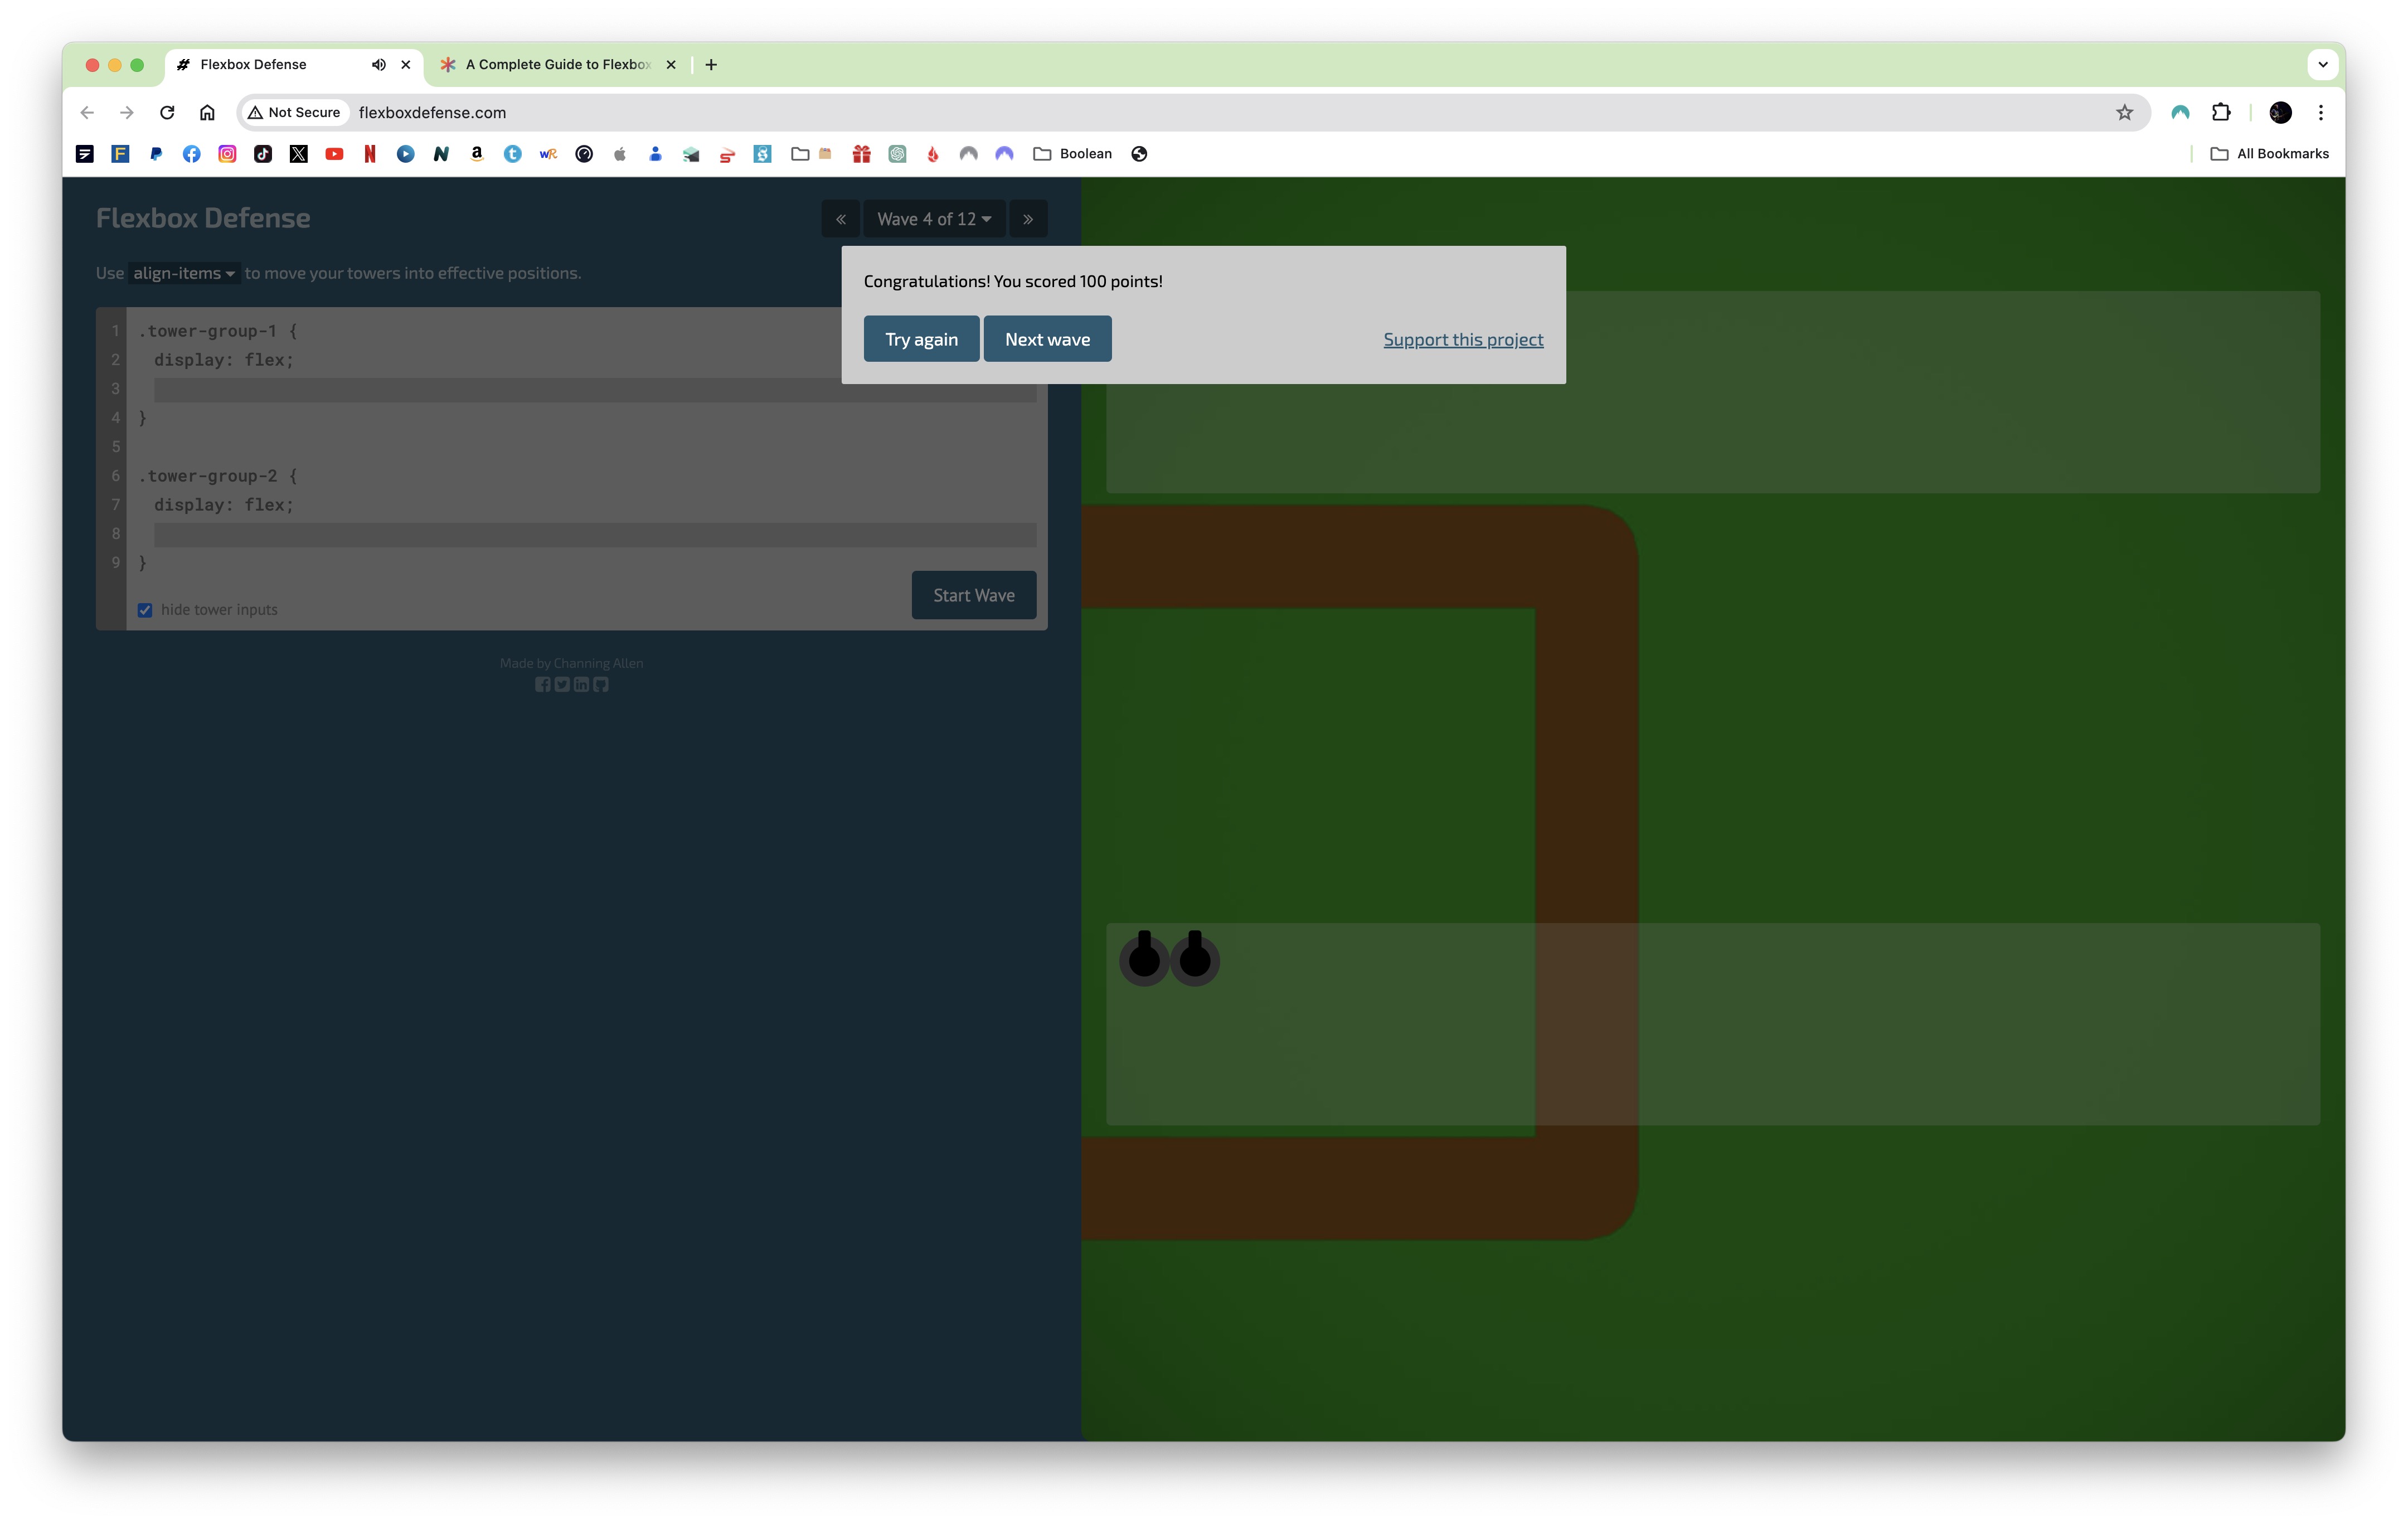 Flexbox Defense
A Complete Guide to Flexbox
Not Secure
flexboxdefense.com
Boolean
All Bookmarks
Flexbox Defense
Wave 4 of 12
Use align-items to move your towers into effective positions.
1 .tower-group-1 {
2 display: flex;
3
4 }
5
6 .tower-group-2 {
7 display: flex;
8
9 }
hide tower inputs
Start Wave
Made by Channing Allen
Congratulations! You scored 100 points!
Try again
Next wave
Support this project